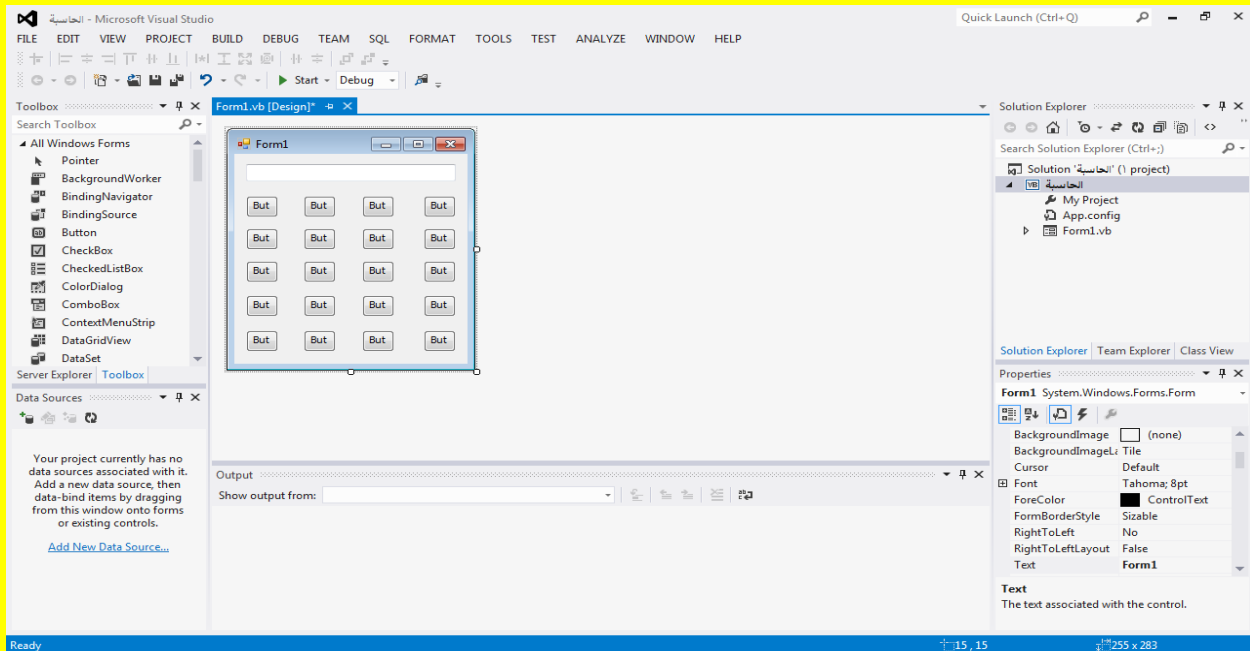 الحاسبة - Microsoft Visual Studio
Quick Launch (Ctrl+Q)
FILE EDIT VIEW PROJECT BUILD DEBUG TEAM SQL FORMAT TOOLS TEST ANALYZE WINDOW HELP
Start Debug
Toolbox
Search Toolbox
All Windows Forms
Pointer
BackgroundWorker
BindingNavigator
BindingSource
Button
CheckBox
CheckedListBox
ColorDialog
ComboBox
ContextMenuStrip
DataGridView
DataSet
Server Explorer Toolbox
Data Sources
Your project currently has no
data sources associated with it.
Add a new data source, then
data-bind items by dragging
from this window onto forms
or existing controls.
Add New Data Source...
Form1.vb [Design]*
Form1
But But But But
But But But But
But But But But
But But But But
But But But But
Output
Show output from:
Solution Explorer
Search Solution Explorer (Ctrl+;)
Solution 'الحاسبة' (١ project)
VB الحاسبة
My Project
App.config
Form1.vb
Solution Explorer Team Explorer Class View
Properties
Form1 System.Windows.Forms.Form
BackgroundImage (none)
BackgroundImageLa Tile
Cursor Default
Font Tahoma; 8pt
ForeColor ControlText
FormBorderStyle Sizable
RightToLeft No
RightToLeftLayout False
Text Form1
Text
The text associated with the control.
Ready 15 , 15 255 x 283